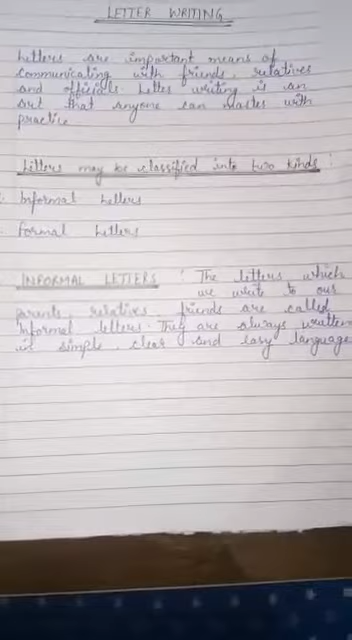 LETTER WRITING
Letters are important means of
communicating with friends, relatives
and officials. Letter writing is an
art that anyone can master with
practice
Letters may be classified into two kinds :
Informal Letters
Formal Letters
INFORMAL LETTERS : The letters which
we write to our
parents, relatives, friends are called
informal letters. They are always written
in simple, clear and easy language